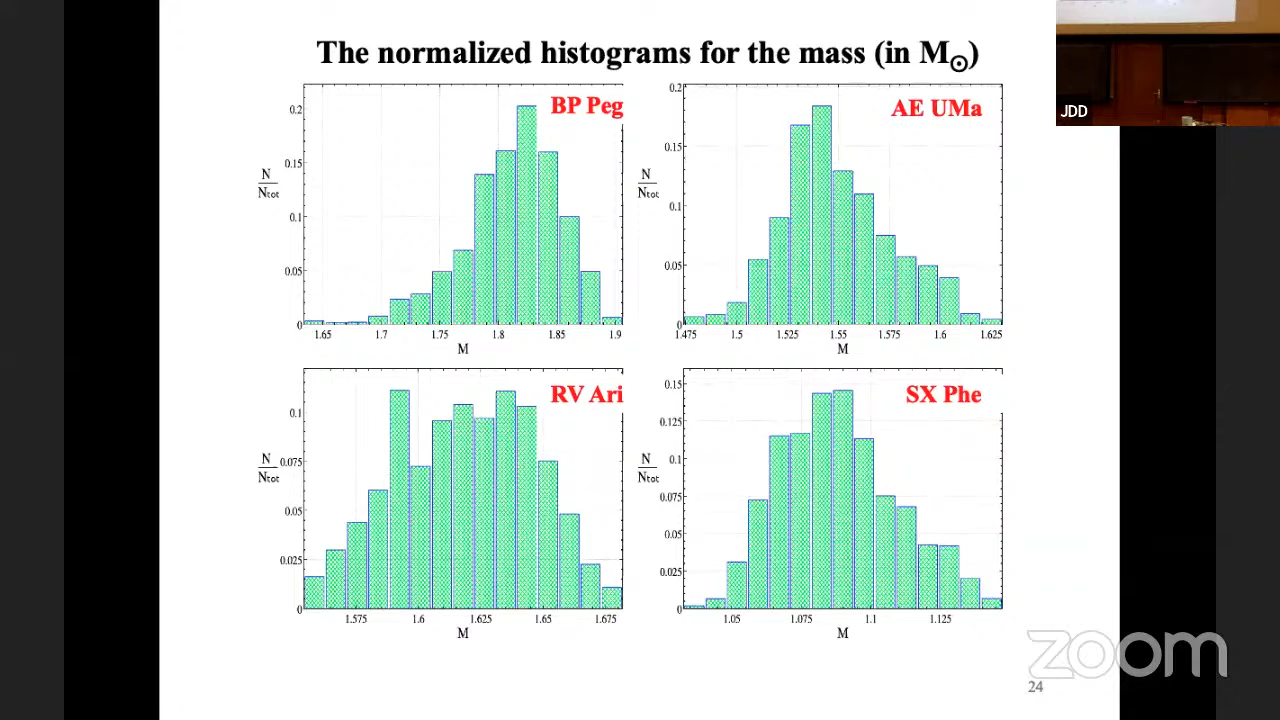 The normalized histograms for the mass (in M☉)
BP Peg
N
Ntot
0.2
0.15
0.1
0.05
0
1.65 1.7 1.75 1.8 1.85 1.9
M
AE UMa
N
Ntot
0.2
0.15
0.1
0.05
0
1.475 1.5 1.525 1.55 1.575 1.6 1.625
M
RV Ari
N
Ntot
0.1
0.075
0.05
0.025
0
1.575 1.6 1.625 1.65 1.675
M
SX Phe
N
Ntot
0.15
0.125
0.1
0.075
0.05
0.025
0
1.05 1.075 1.1 1.125
M
JDD
zoom
24